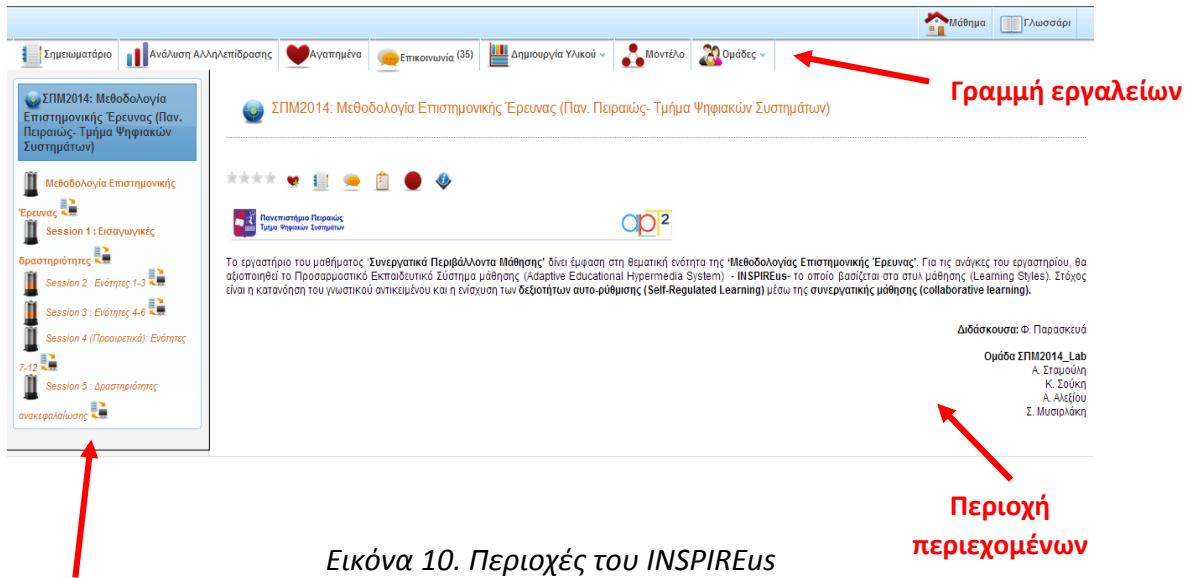 Μάθημα Γλωσσάρι
Σημειωματάριο Ανάλυση Αλληλεπίδρασης Αγαπημένα Επικοινωνία (35) Δημιουργία Υλικού Μοντέλο Ομάδες
Γραμμή εργαλείων
ΣΠΜ2014: Μεθοδολογία
Επιστημονικής Έρευνας (Παν.
Πειραιώς- Τμήμα Ψηφιακών
Συστημάτων)
Μεθοδολογία Επιστημονικής
Έρευνας
Session 1 : Εισαγωγικές
δραστηριότητες
Session 2 : Ενότητες 1-3
Session 3 : Ενότητες 4-6
Session 4 (Προαιρετικά): Ενότητες
7-12
Session 5 : Δραστηριότητες
ανακεφαλαίωσης
ΣΠΜ2014: Μεθοδολογία Επιστημονικής Έρευνας (Παν. Πειραιώς- Τμήμα Ψηφιακών Συστημάτων)
Πανεπιστήμιο Πειραιώς
Τμήμα Ψηφιακών Συστημάτων
apt2
Το εργαστήριο του μαθήματος ‘Συνεργατικά Περιβάλλοντα Μάθησης’ δίνει έμφαση στη θεματική ενότητα της ‘Μεθοδολογίας Επιστημονικής Έρευνας’. Για τις ανάγκες του εργαστηρίου, θα
αξιοποιηθεί το Προσαρμοστικό Εκπαιδευτικό Σύστημα μάθησης (Adaptive Educational Hypermedia System) - INSPIREus- το οποίο βασίζεται στα στυλ μάθησης (Learning Styles). Στόχος
είναι η κατανόηση του γνωστικού αντικειμένου και η ενίσχυση των δεξιοτήτων αυτο-ρύθμισης (Self-Regulated Learning) μέσω της συνεργατικής μάθησης (collaborative learning).
Διδάσκουσα: Φ. Παρασκευά
Ομάδα ΣΠΜ2014_Lab
Α. Σταμούλη
Κ. Σούκη
Α. Αλεξίου
Σ. Μυσιρλάκη
Περιοχή
περιεχομένων
Εικόνα 10. Περιοχές του INSPIREus